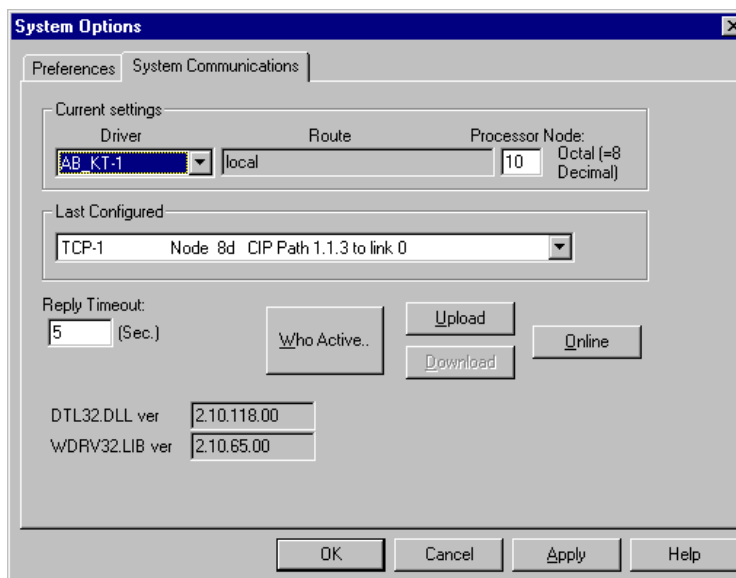 System Options
Preferences
System Communications
Current settings
Driver
Route
Processor Node:
AB_KT-1
local
10
Octal (=8
Decimal)
Last Configured
TCP-1 Node 8d CIP Path 1.1.3 to link 0
Reply Timeout:
5 (Sec.)
Who Active..
Upload
Download
Online
DTL32.DLL ver 2.10.118.00
WDRV32.LIB ver 2.10.65.00
OK
Cancel
Apply
Help